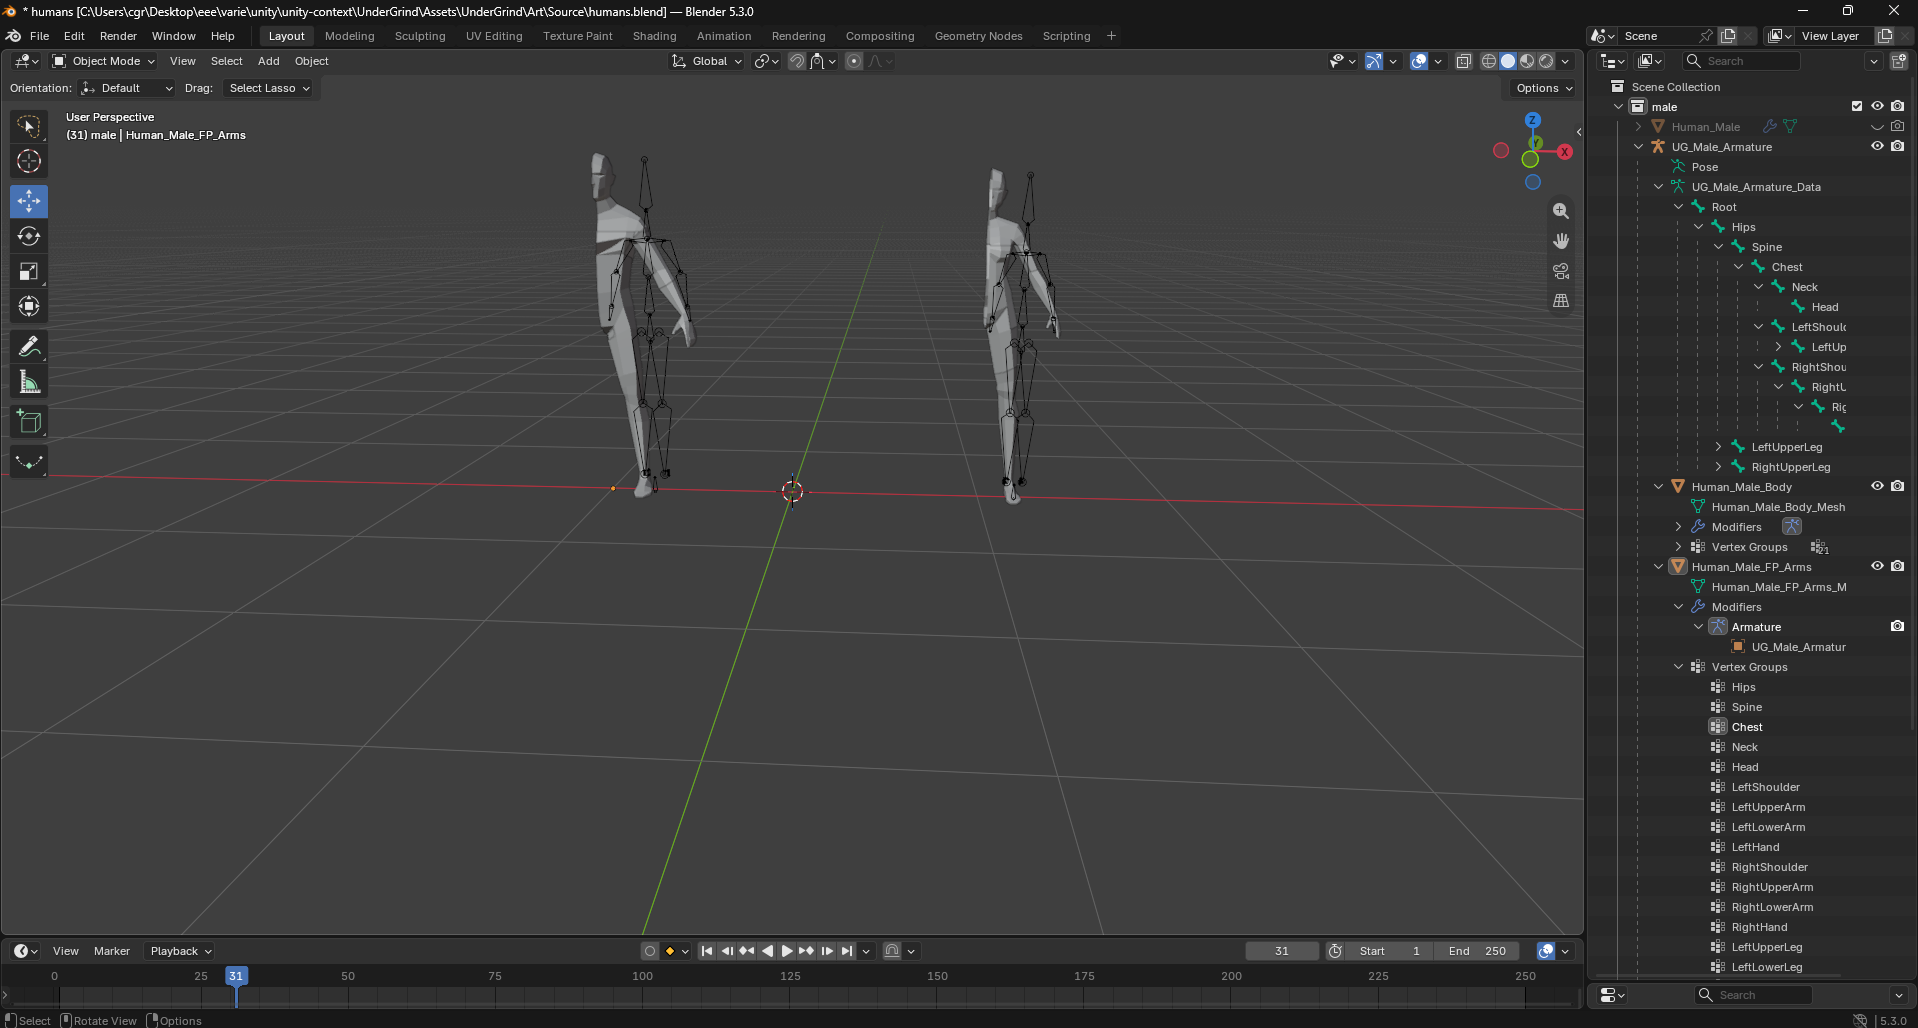 * humans [C:\Users\cgr\Desktop\eee\varie\unity\unity-context\UnderGrind\Assets\UnderGrind\Art\Source\humans.blend] — Blender 5.3.0
File Edit Render Window Help Layout Modeling Sculpting UV Editing Texture Paint Shading Animation Rendering Compositing Geometry Nodes Scripting + Scene View Layer
Object Mode View Select Add Object Global Search
Orientation: Default Drag: Select Lasso Options
User Perspective
(31) male | Human_Male_FP_Arms
Z
Y
X
Scene Collection
male
Human_Male
UG_Male_Armature
Pose
UG_Male_Armature_Data
Root
Hips
Spine
Chest
Neck
Head
LeftShould
LeftUp
RightShou
RightU
Rig
LeftUpperLeg
RightUpperLeg
Human_Male_Body
Human_Male_Body_Mesh
Modifiers
Vertex Groups 21
Human_Male_FP_Arms
Human_Male_FP_Arms_M
Modifiers
Armature
UG_Male_Armatur
Vertex Groups
Hips
Spine
Chest
Neck
Head
LeftShoulder
LeftUpperArm
LeftLowerArm
LeftHand
RightShoulder
RightUpperArm
RightLowerArm
RightHand
LeftUpperLeg
LeftLowerLeg
View Marker Playback 31 Start 1 End 250
0 25 31 50 75 100 125 150 175 200 225 250
Search
Select Rotate View Options 5.3.0